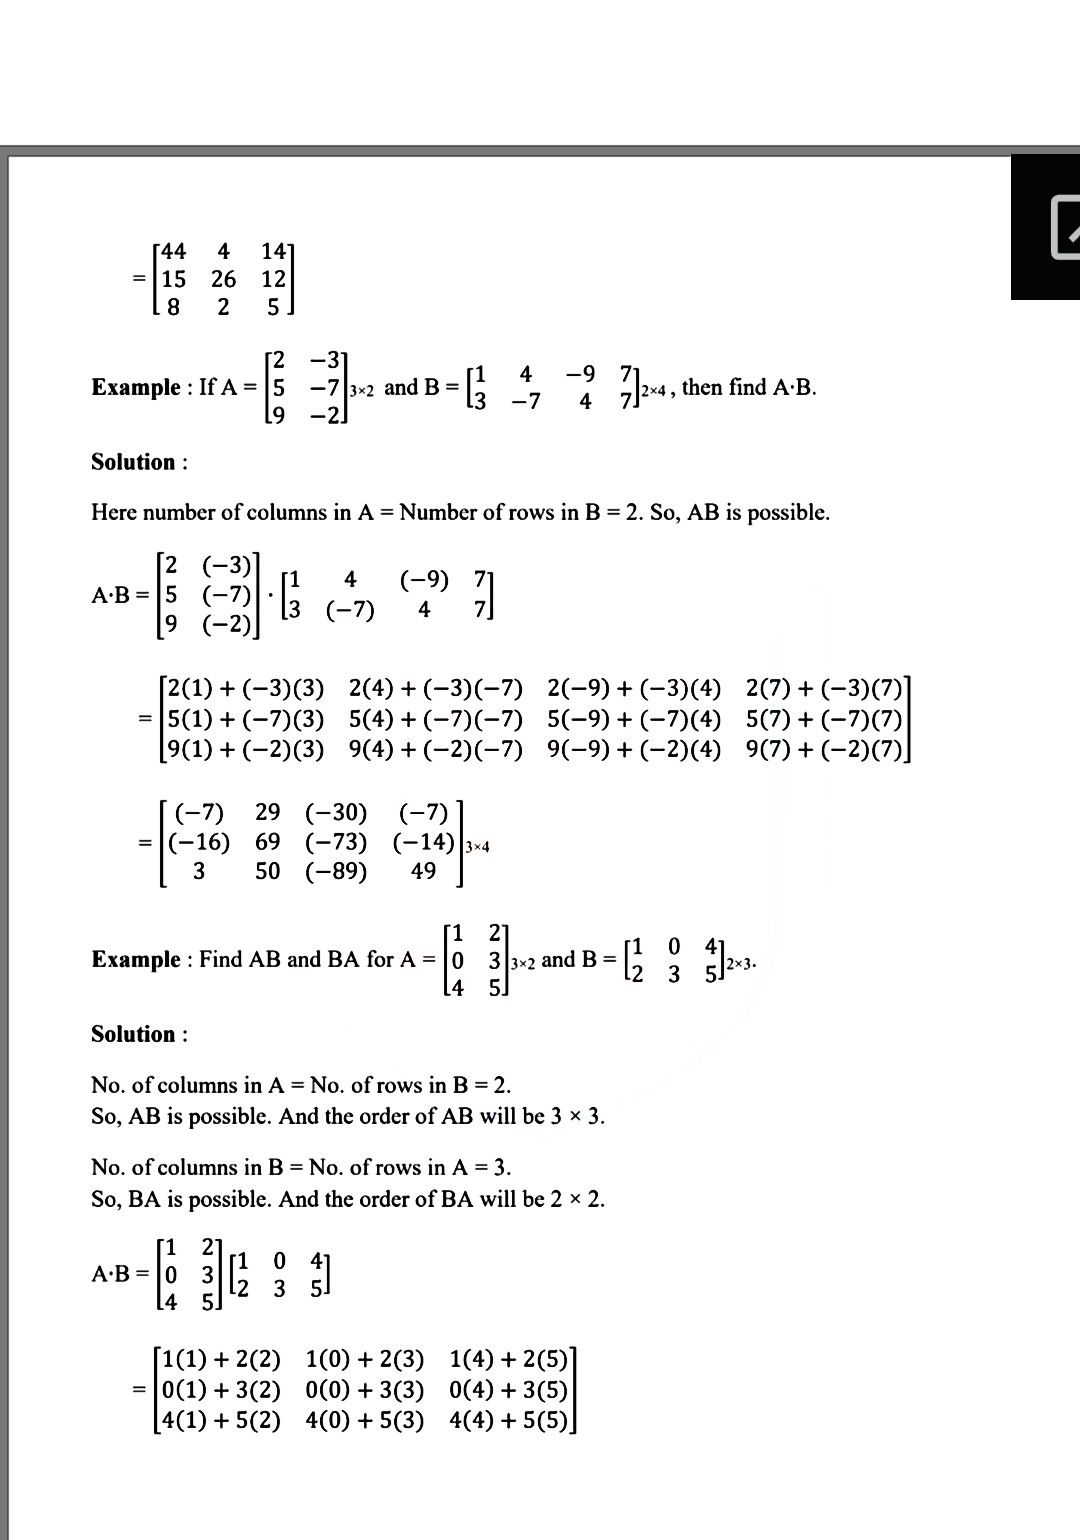 = [44 4 14
15 26 12
8 2 5]
Example : If A = [2 −3
5 −7
9 −2]3×2 and B = [1 4 −9 7
3 −7 4 7]2×4 , then find A·B.
Solution :
Here number of columns in A = Number of rows in B = 2. So, AB is possible.
A·B = [2 (−3)
5 (−7)
9 (−2)] · [1 4 (−9) 7
3 (−7) 4 7]
= [2(1) + (−3)(3) 2(4) + (−3)(−7) 2(−9) + (−3)(4) 2(7) + (−3)(7)
5(1) + (−7)(3) 5(4) + (−7)(−7) 5(−9) + (−7)(4) 5(7) + (−7)(7)
9(1) + (−2)(3) 9(4) + (−2)(−7) 9(−9) + (−2)(4) 9(7) + (−2)(7)]
= [(−7) 29 (−30) (−7)
(−16) 69 (−73) (−14)
3 50 (−89) 49]3×4
Example : Find AB and BA for A = [1 2
0 3
4 5]3×2 and B = [1 0 4
2 3 5]2×3.
Solution :
No. of columns in A = No. of rows in B = 2.
So, AB is possible. And the order of AB will be 3 × 3.
No. of columns in B = No. of rows in A = 3.
So, BA is possible. And the order of BA will be 2 × 2.
A·B = [1 2
0 3
4 5] [1 0 4
2 3 5]
= [1(1) + 2(2) 1(0) + 2(3) 1(4) + 2(5)
0(1) + 3(2) 0(0) + 3(3) 0(4) + 3(5)
4(1) + 5(2) 4(0) + 5(3) 4(4) + 5(5)]